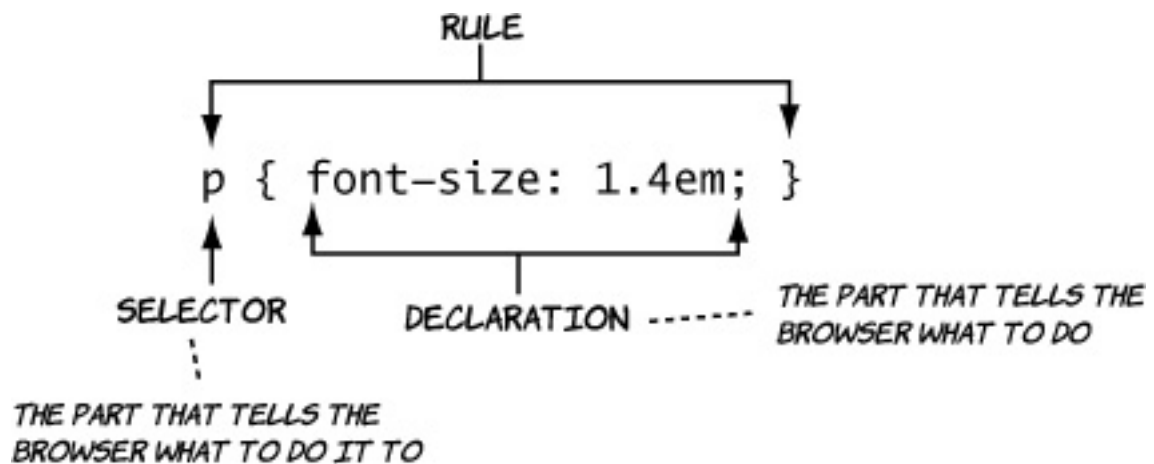 RULE
p { font-size: 1.4em; }
SELECTOR
DECLARATION
THE PART THAT TELLS THE
BROWSER WHAT TO DO
THE PART THAT TELLS THE
BROWSER WHAT TO DO IT TO